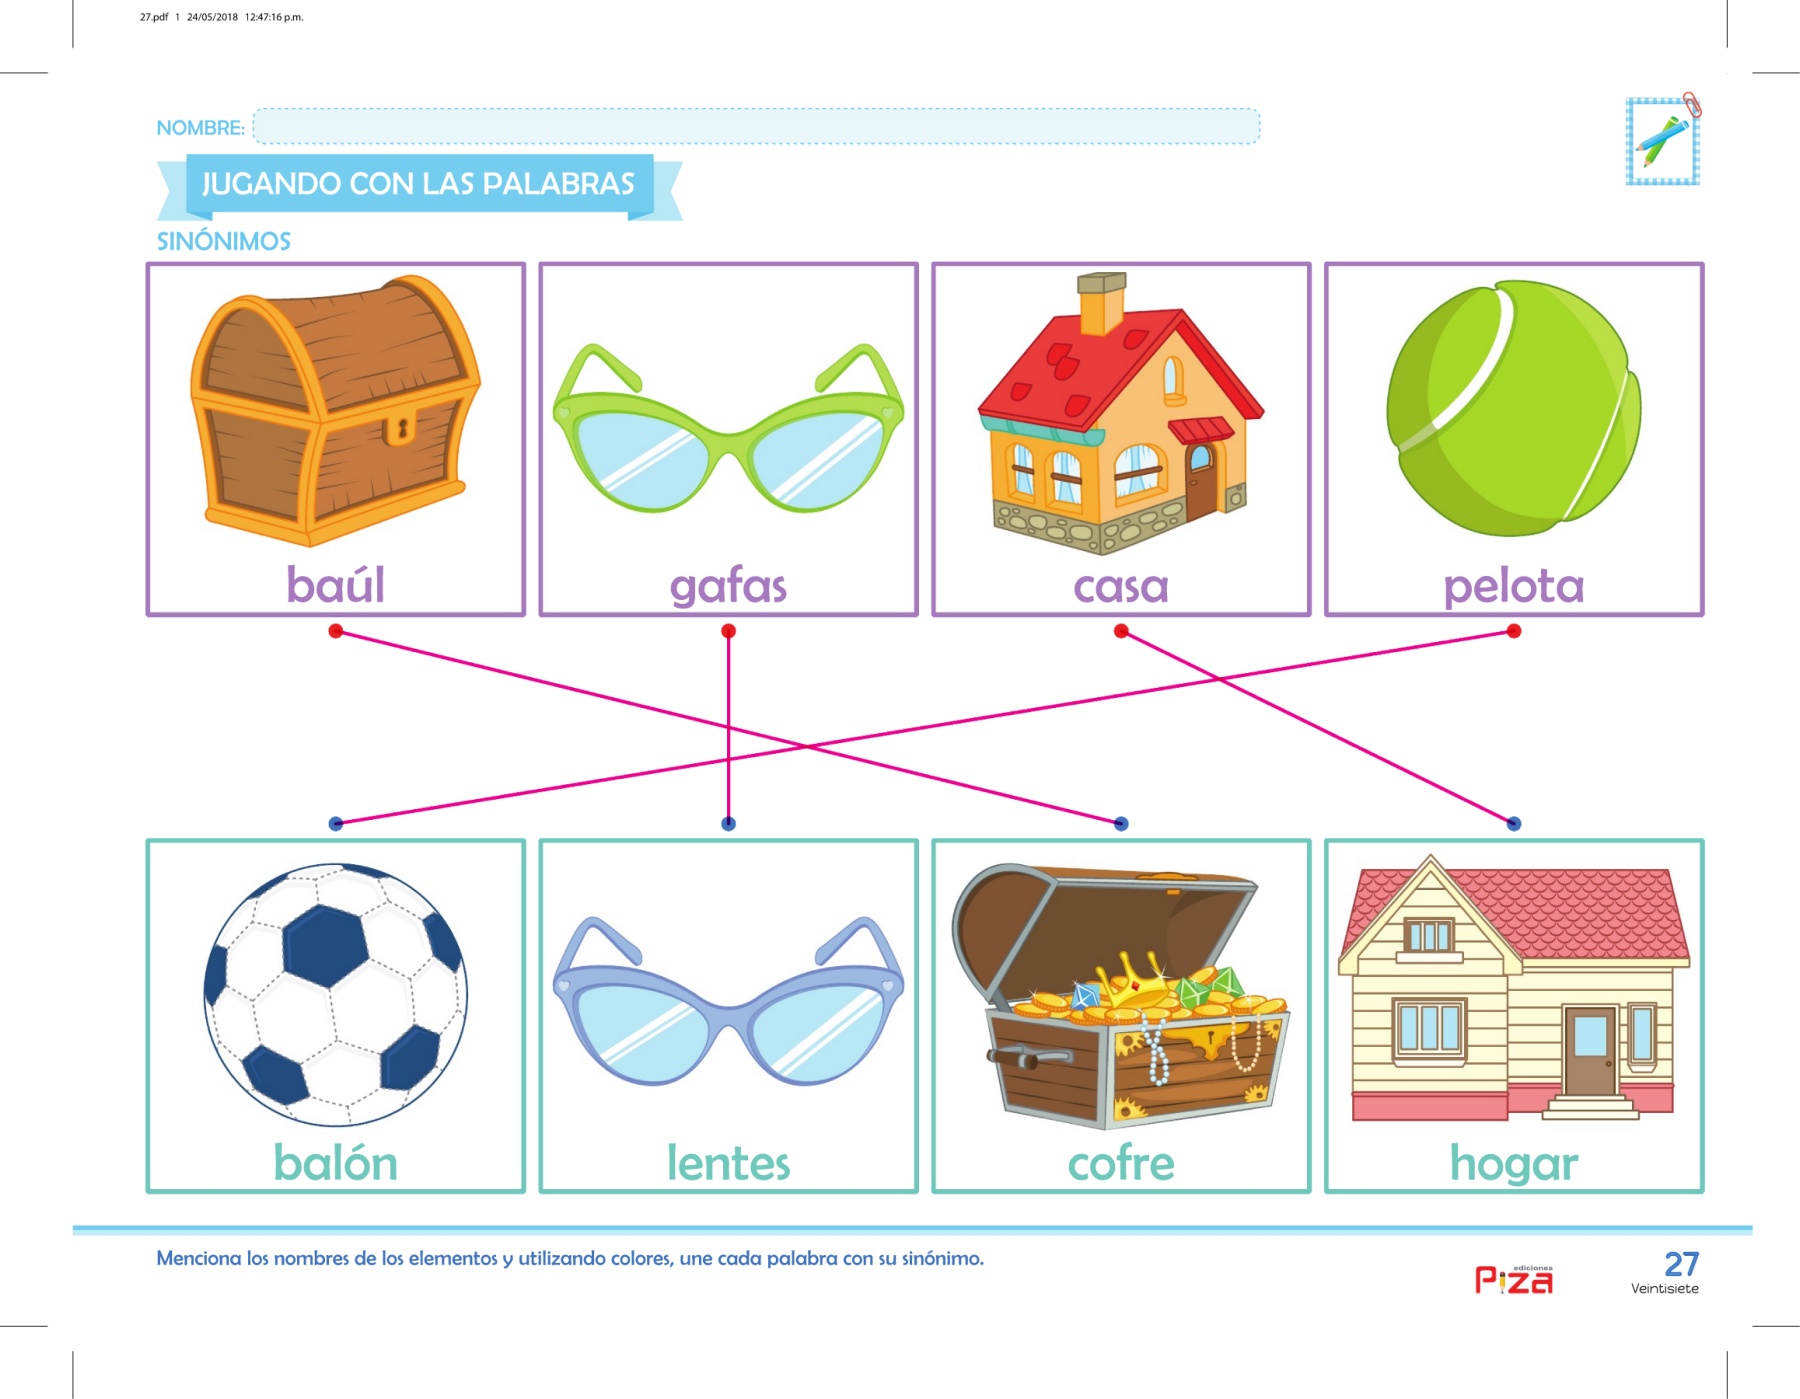 27.pdf 1 24/05/2018 12:47:16 p.m.
NOMBRE:
JUGANDO CON LAS PALABRAS
SINÓNIMOS
baúl gafas casa pelota
balón lentes cofre hogar
Menciona los nombres de los elementos y utilizando colores, une cada palabra con su sinónimo.
ediciones
Piza
27
Veintisiete